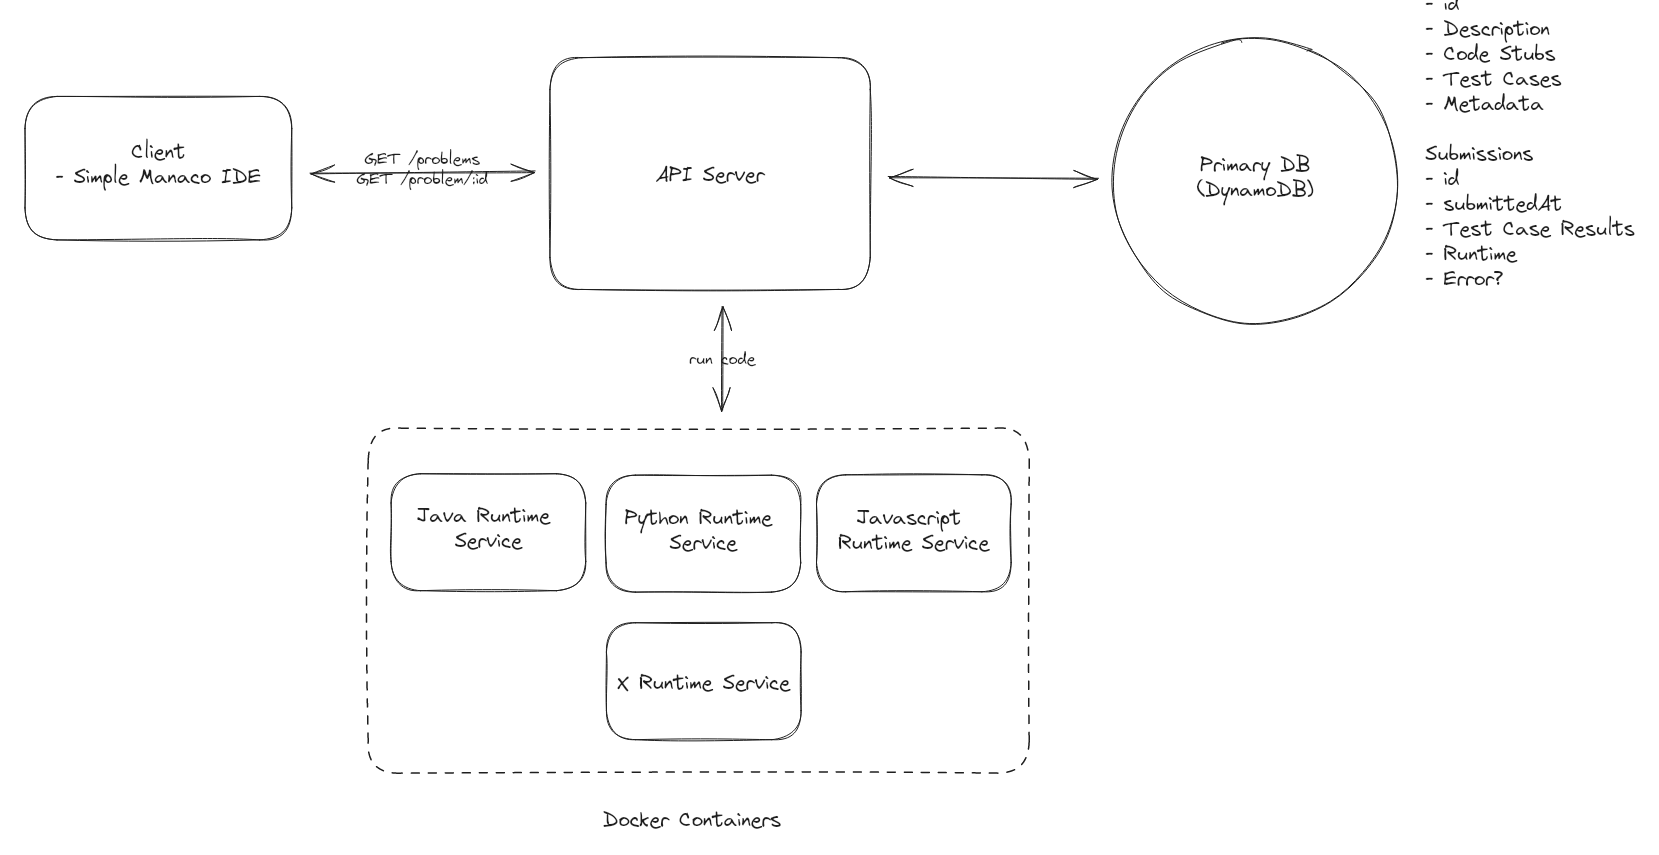 - id
- Description
- Code Stubs
- Test Cases
- Metadata
Submissions
- id
- submittedAt
- Test Case Results
- Runtime
- Error?
Client
- Simple Manaco IDE
GET /problems
GET /problem/:id
API Server
Primary DB
(DynamoDB)
run code
Java Runtime
Service
Python Runtime
Service
Javascript
Runtime Service
X Runtime Service
Docker Containers